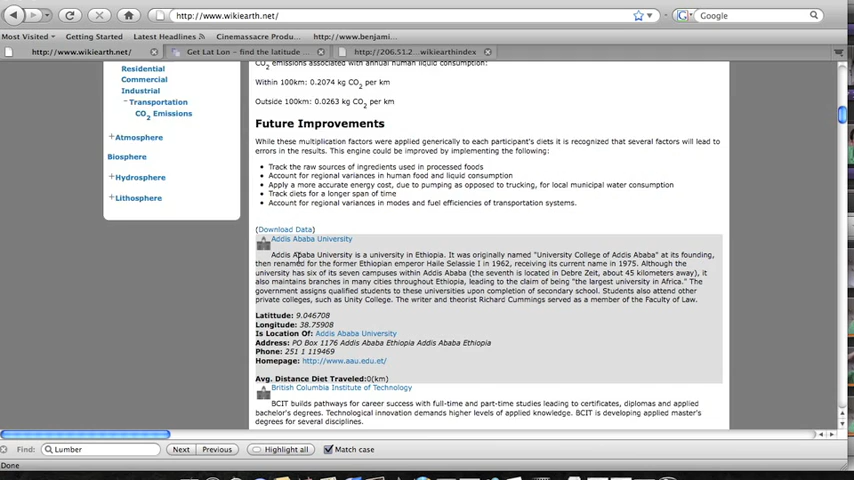 http://www.wikiearth.net/
Google
Most Visited
Getting Started
Latest Headlines
Cinemassacre Produc...
http://www.benjami...
http://www.wikiearth.net/
Get Lat Lon - find the latitude ...
http://206.51.2...wikiearthindex
Residential
Commercial
Industrial
Transportation
CO2 Emissions
Atmosphere
Biosphere
Hydrosphere
Lithosphere
CO2 emissions associated with annual human liquid consumption:
Within 100km: 0.2074 kg CO2 per km
Outside 100km: 0.0263 kg CO2 per km
Future Improvements
While these multiplication factors were applied generically to each participant's diets it is recognized that several factors will lead to
errors in the results. This engine could be improved by implementing the following:
Track the raw sources of ingredients used in processed foods
Account for regional variances in human food and liquid consumption
Apply a more accurate energy cost, due to pumping as opposed to trucking, for local municipal water consumption
Track diets for a longer span of time
Account for regional variances in modes and fuel efficiencies of transportation systems.
(Download Data)
Addis Ababa University
Addis Ababa University is a university in Ethiopia. It was originally named "University College of Addis Ababa" at its founding,
then renamed for the former Ethiopian emperor Haile Selassie I in 1962, receiving its current name in 1975. Although the
university has six of its seven campuses within Addis Ababa (the seventh is located in Debre Zeit, about 45 kilometers away), it
also maintains branches in many cities throughout Ethiopia, leading to the claim of being "the largest university in Africa." The
government assigns qualified students to these universities upon completion of secondary school. Students also attend other
private colleges, such as Unity College. The writer and theorist Richard Cummings served as a member of the Faculty of Law.
Latittude: 9.046708
Longitude: 38.75908
Is Location Of: Addis Ababa University
Address: PO Box 1176 Addis Ababa Ethiopia Addis Ababa Ethiopia
Phone: 251 1 119469
Homepage: http://www.aau.edu.et/
Avg. Distance Diet Traveled:0(km)
British Columbia Institute of Technology
BCIT builds pathways for career success with full-time and part-time studies leading to certificates, diplomas and applied
bachelor's degrees. Technological innovation demands higher levels of applied knowledge. BCIT is developing applied master's
degrees for several disciplines.
Find: Lumber
Next
Previous
Highlight all
Match case
Done